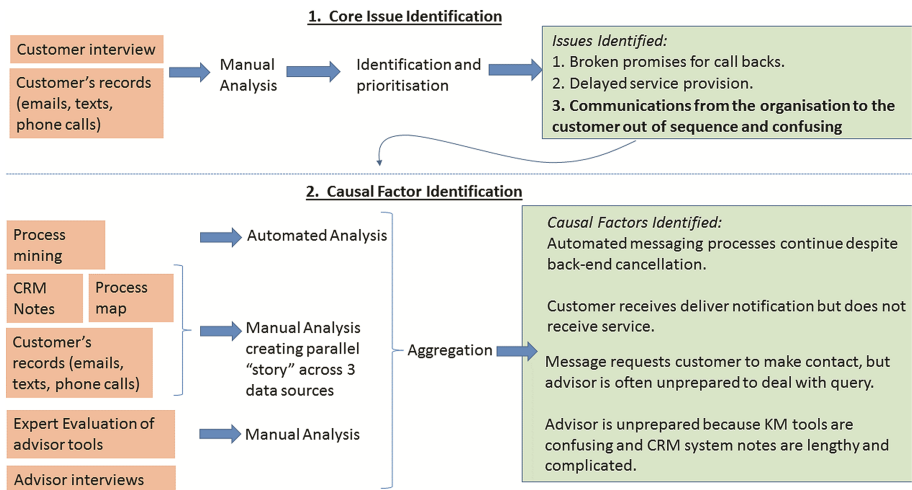 1. Core Issue Identification
Customer interview
Customer's records
(emails, texts,
phone calls)
Manual
Analysis
Identification and
prioritisation
Issues Identified:
1. Broken promises for call backs.
2. Delayed service provision.
3. Communications from the organisation to the
customer out of sequence and confusing
2. Causal Factor Identification
Process
mining
Automated Analysis
CRM
Notes
Process
map
Customer's records (emails,
texts, phone calls)
Manual Analysis
creating parallel
"story" across 3
data sources
Expert Evaluation of
advisor tools
Manual Analysis
Advisor interviews
Aggregation
Causal Factors Identified:
Automated messaging processes continue despite
back-end cancellation.
Customer receives deliver notification but does not
receive service.
Message requests customer to make contact, but
advisor is often unprepared to deal with query.
Advisor is unprepared because KM tools are
confusing and CRM system notes are lengthy and
complicated.